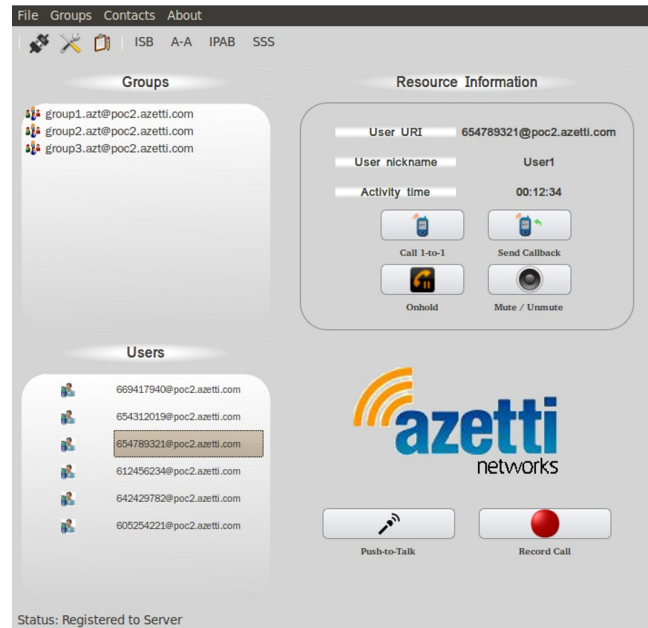 File Groups Contacts About
ISB A-A IPAB SSS
Groups
group1.azt@poc2.azetti.com
group2.azt@poc2.azetti.com
group3.azt@poc2.azetti.com
Resource Information
User URI 654789321@poc2.azetti.com
User nickname User1
Activity time 00:12:34
Call 1-to-1 Send Callback
Onhold Mute / Unmute
Users
669417940@poc2.azetti.com
654312019@poc2.azetti.com
654789321@poc2.azetti.com
612456234@poc2.azetti.com
642429782@poc2.azetti.com
605254221@poc2.azetti.com
azetti
networks
Push-to-Talk Record Call
Status: Registered to Server